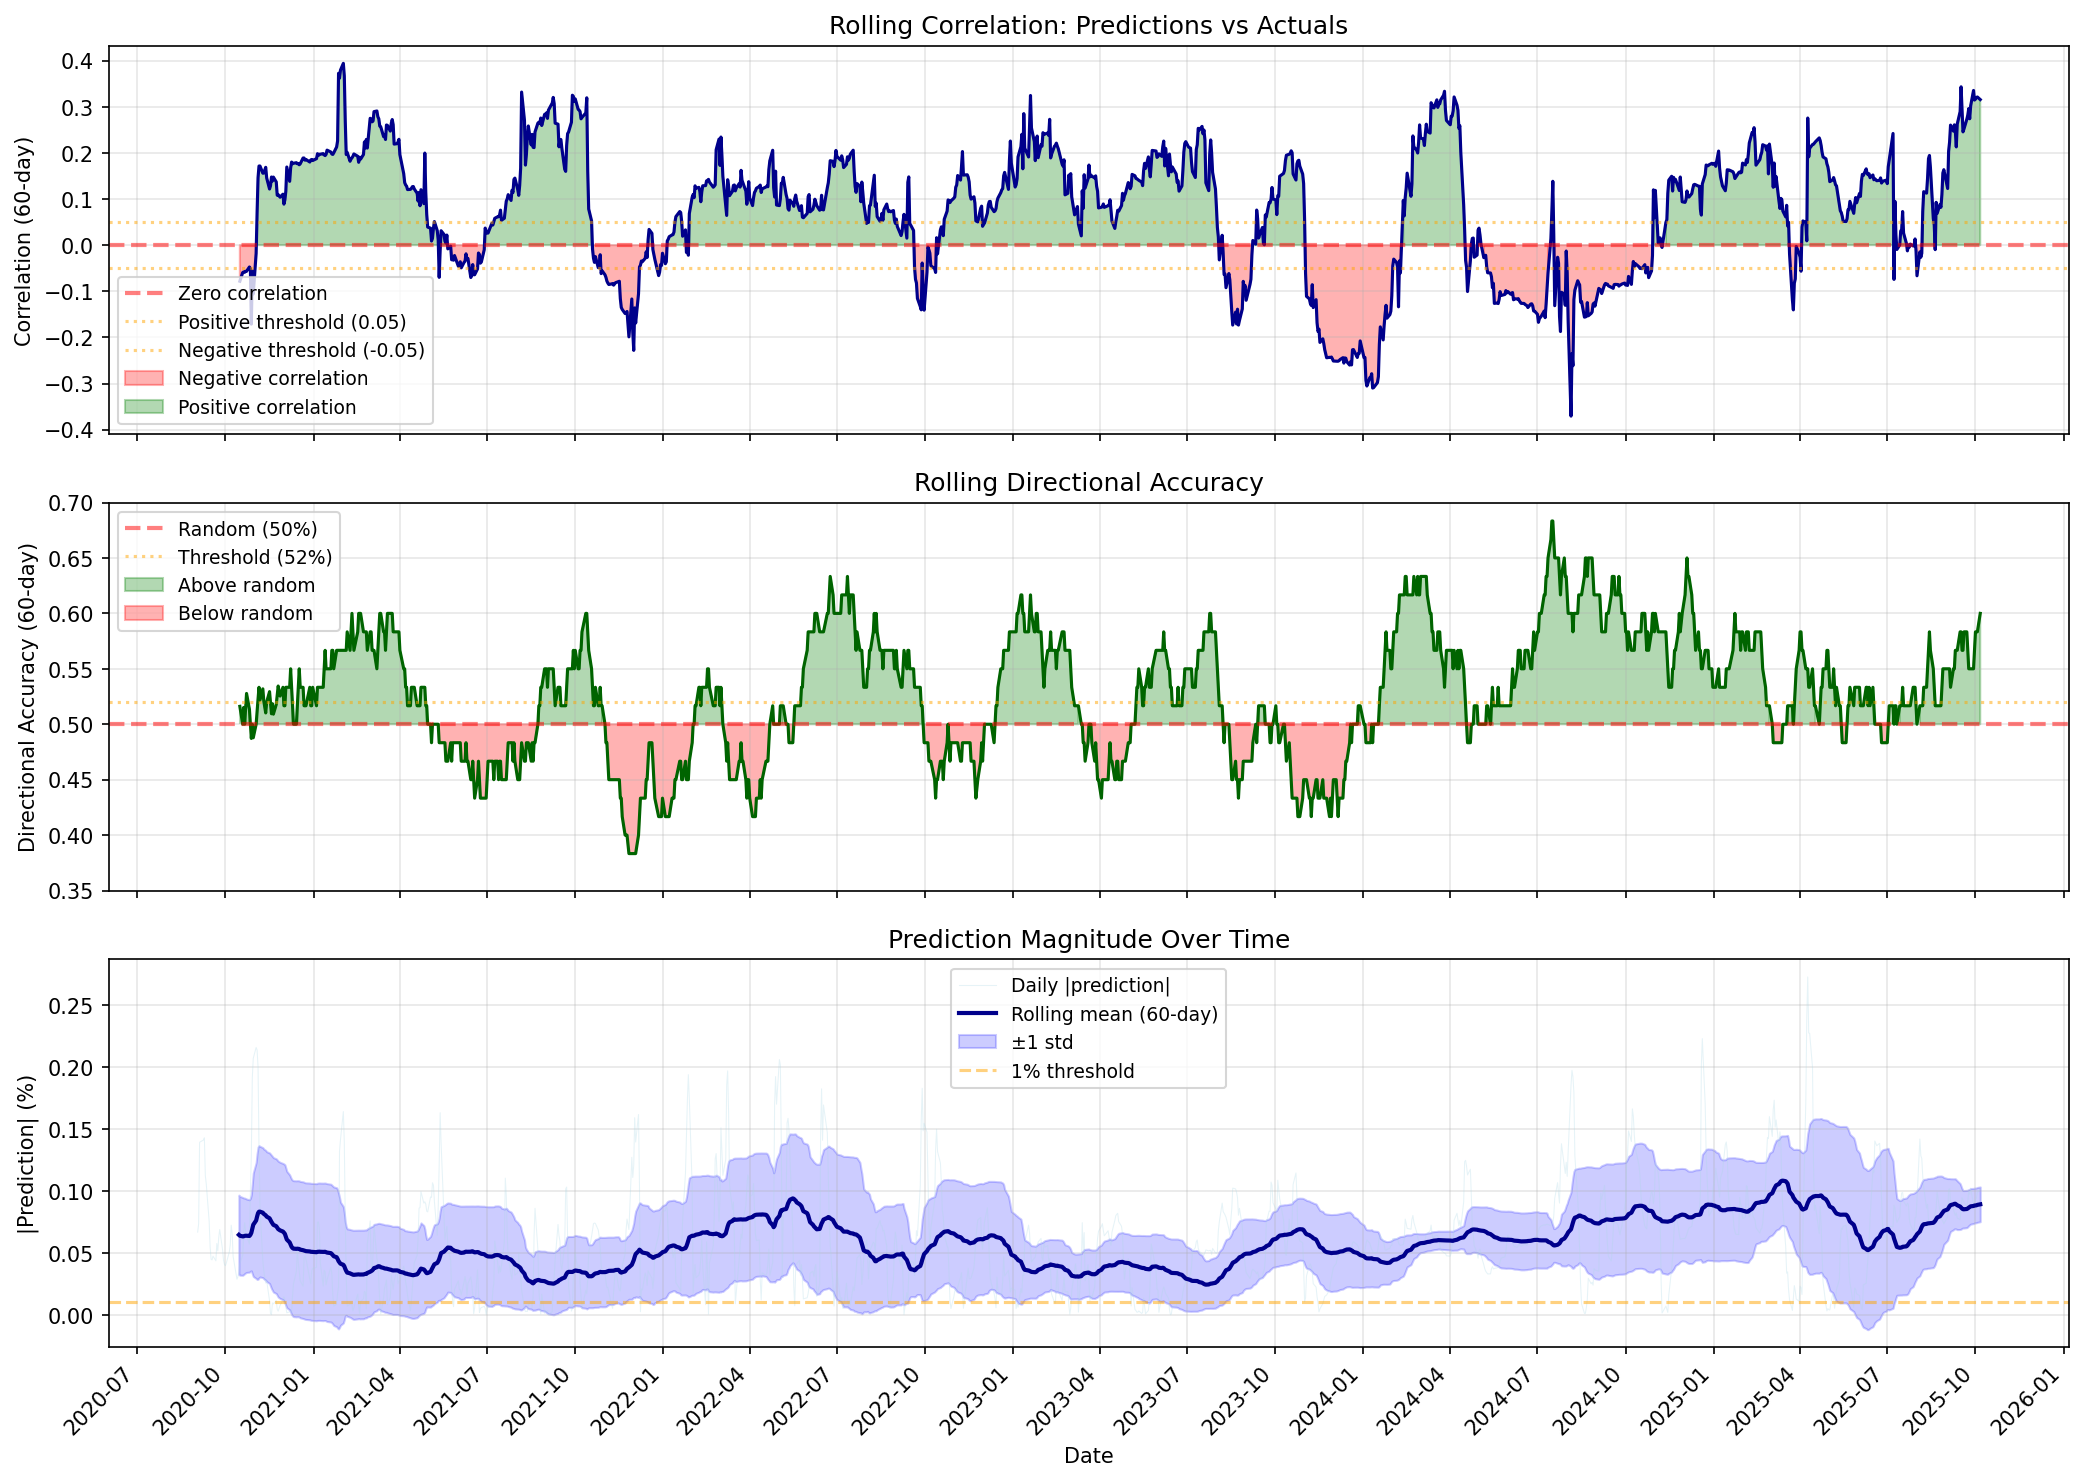 Rolling Correlation: Predictions vs Actuals
Correlation (60-day)
0.4
0.3
0.2
0.1
0.0
−0.1
−0.2
−0.3
−0.4
Zero correlation
Positive threshold (0.05)
Negative threshold (-0.05)
Negative correlation
Positive correlation
Rolling Directional Accuracy
Directional Accuracy (60-day)
0.70
0.65
0.60
0.55
0.50
0.45
0.40
0.35
Random (50%)
Threshold (52%)
Above random
Below random
Prediction Magnitude Over Time
|Prediction| (%)
0.25
0.20
0.15
0.10
0.05
0.00
Daily |prediction|
Rolling mean (60-day)
±1 std
1% threshold
2020-07
2020-10
2021-01
2021-04
2021-07
2021-10
2022-01
2022-04
2022-07
2022-10
2023-01
2023-04
2023-07
2023-10
2024-01
2024-04
2024-07
2024-10
2025-01
2025-04
2025-07
2025-10
2026-01
Date